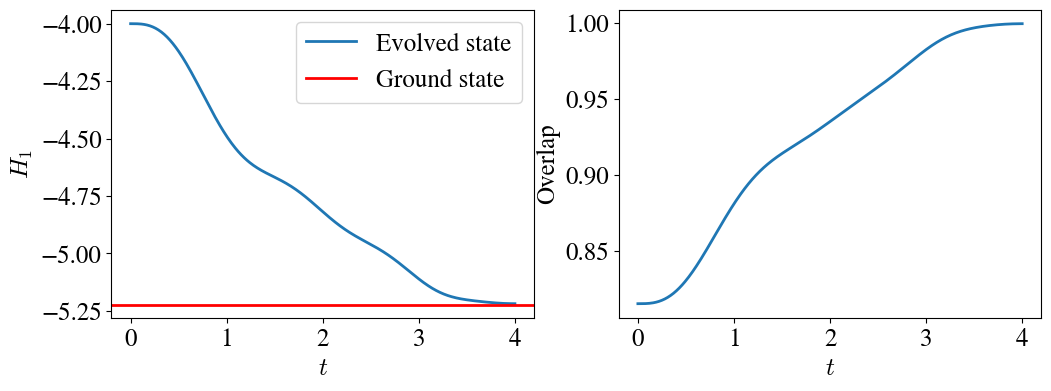 −4.00
−4.25
−4.50
−4.75
−5.00
−5.25
H₁
0 1 2 3 4
t
Evolved state
Ground state
1.00
0.95
0.90
0.85
Overlap
0 1 2 3 4
t